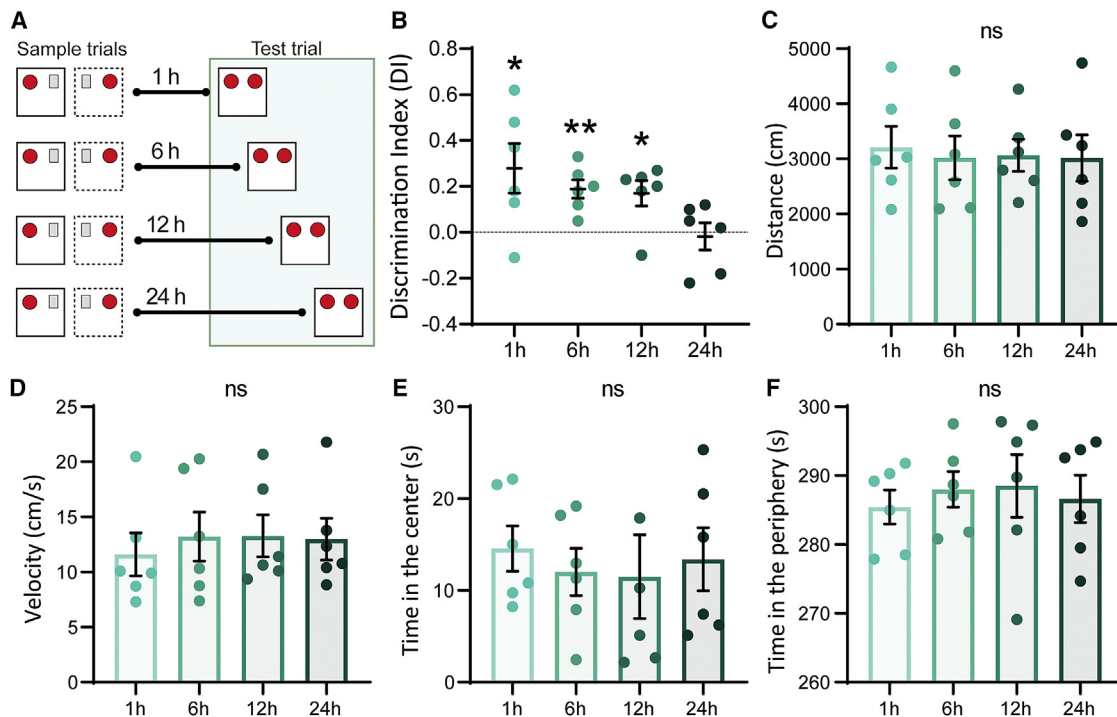 A
Sample trials
Test trial
1 h
6 h
12 h
24 h
B
Discrimination Index (DI)
0.8
0.6
0.4
0.2
0.0
-0.2
-0.4
*
**
*
1h
6h
12h
24h
C
ns
Distance (cm)
5000
4000
3000
2000
1000
0
1h
6h
12h
24h
D
ns
Velocity (cm/s)
25
20
15
10
5
0
1h
6h
12h
24h
E
ns
Time in the center (s)
30
20
10
0
1h
6h
12h
24h
F
ns
Time in the periphery (s)
300
290
280
270
260
1h
6h
12h
24h